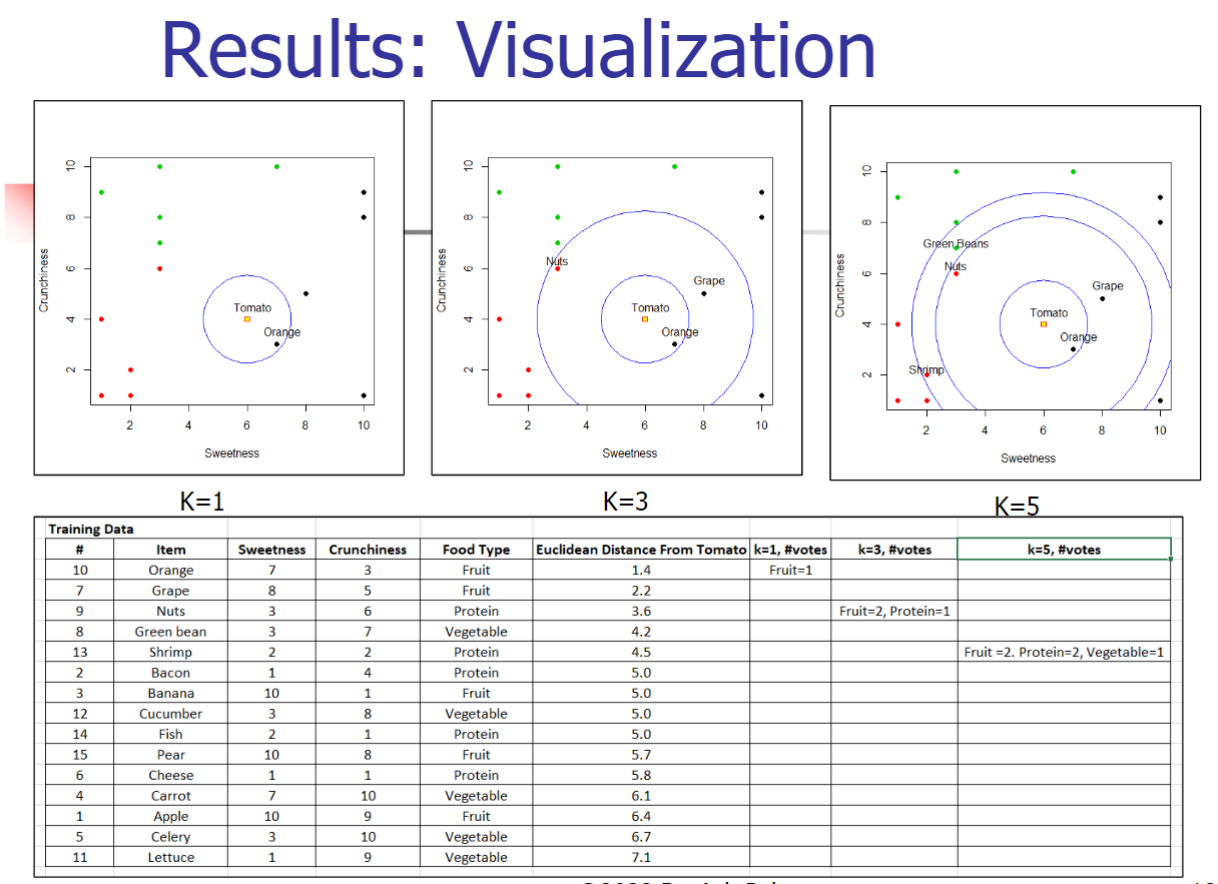 Results: Visualization
10
8
6
4
2
Crunchiness
Tomato
Orange
2 4 6 8 10
Sweetness
10
8
6
4
2
Crunchiness
Nuts
Grape
Tomato
Orange
2 4 6 8 10
Sweetness
10
8
6
4
2
Crunchiness
Green Beans
Nuts
Grape
Tomato
Orange
Shrimp
2 4 6 8 10
Sweetness
K=1 K=3 K=5
Training Data
# Item Sweetness Crunchiness Food Type Euclidean Distance From Tomato k=1, #votes k=3, #votes k=5, #votes
10 Orange 7 3 Fruit 1.4 Fruit=1
7 Grape 8 5 Fruit 2.2
9 Nuts 3 6 Protein 3.6 Fruit=2, Protein=1
8 Green bean 3 7 Vegetable 4.2
13 Shrimp 2 2 Protein 4.5 Fruit =2. Protein=2, Vegetable=1
2 Bacon 1 4 Protein 5.0
3 Banana 10 1 Fruit 5.0
12 Cucumber 3 8 Vegetable 5.0
14 Fish 2 1 Protein 5.0
15 Pear 10 8 Fruit 5.7
6 Cheese 1 1 Protein 5.8
4 Carrot 7 10 Vegetable 6.1
1 Apple 10 9 Fruit 6.4
5 Celery 3 10 Vegetable 6.7
11 Lettuce 1 9 Vegetable 7.1